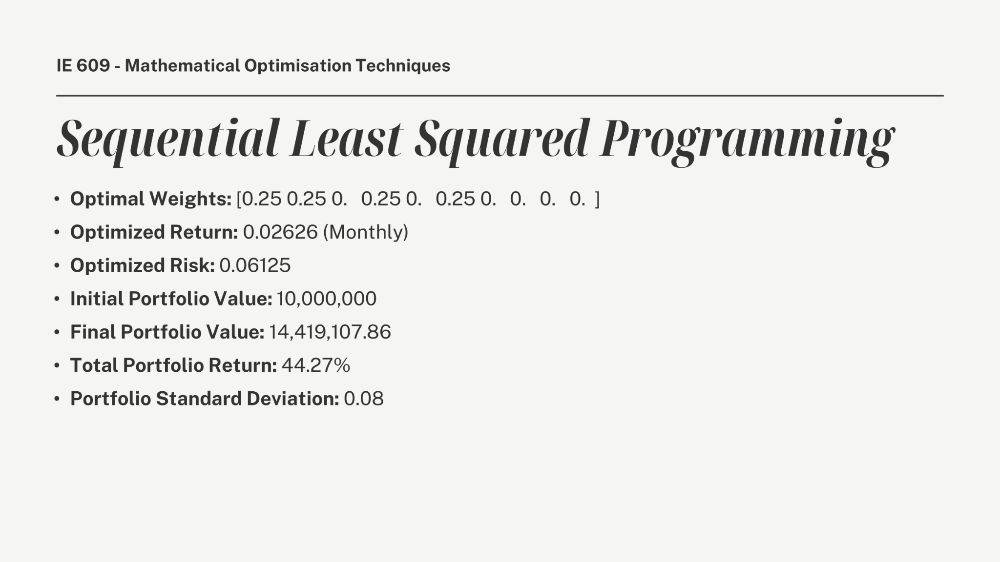 IE 609 - Mathematical Optimisation Techniques
Sequential Least Squared Programming
• Optimal Weights: [0.25 0.25 0.   0.25 0.   0.25 0.   0.   0.   0.  ]
• Optimized Return: 0.02626 (Monthly)
• Optimized Risk: 0.06125
• Initial Portfolio Value: 10,000,000
• Final Portfolio Value: 14,419,107.86
• Total Portfolio Return: 44.27%
• Portfolio Standard Deviation: 0.08